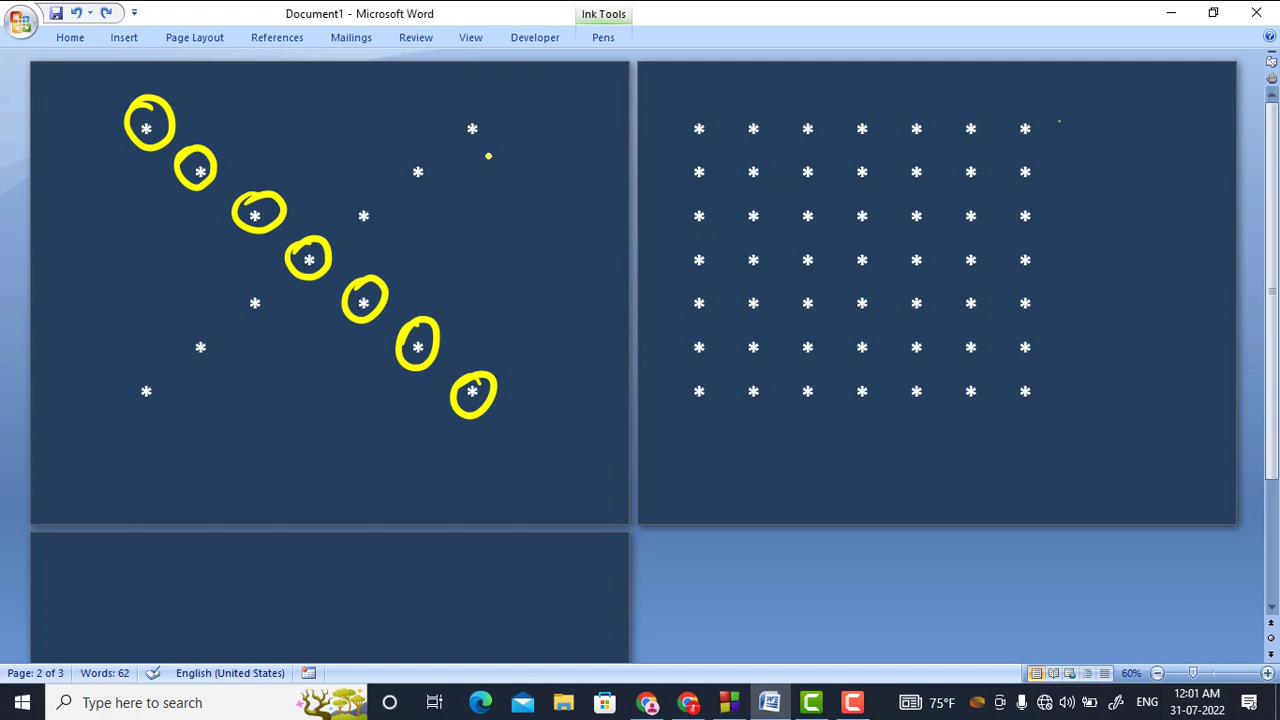 Document1 - Microsoft Word
Ink Tools
Home Insert Page Layout References Mailings Review View Developer Pens
* *
* *
* *
*
* *
* *
* *
* * * * * * *
* * * * * * *
* * * * * * *
* * * * * * *
* * * * * * *
* * * * * * *
* * * * * * *
Page: 2 of 3 Words: 62 English (United States) 60%
Type here to search
75°F ENG
12:01 AM
31-07-2022